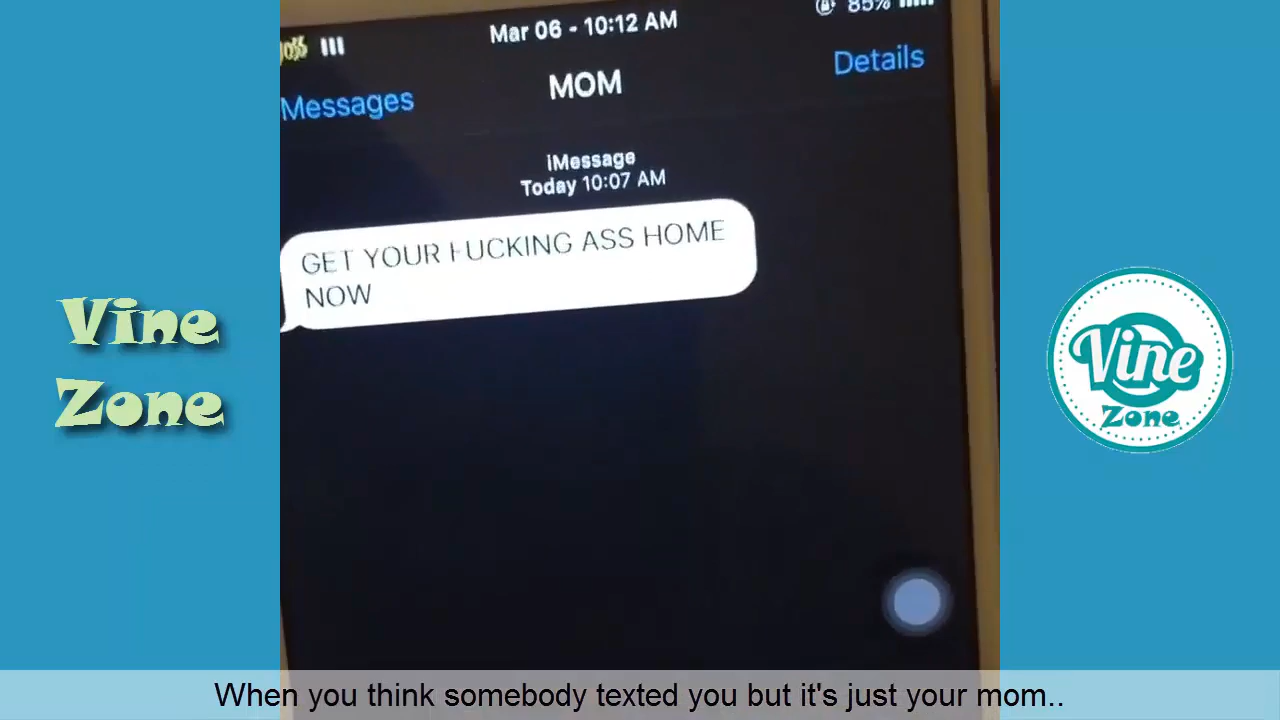 Mar 06 - 10:12 AM
85%
Messages
MOM
Details
iMessage
Today 10:07 AM
GET YOUR FUCKING ASS HOME
NOW
Vine
Zone
Vine
Zone
When you think somebody texted you but it's just your mom..